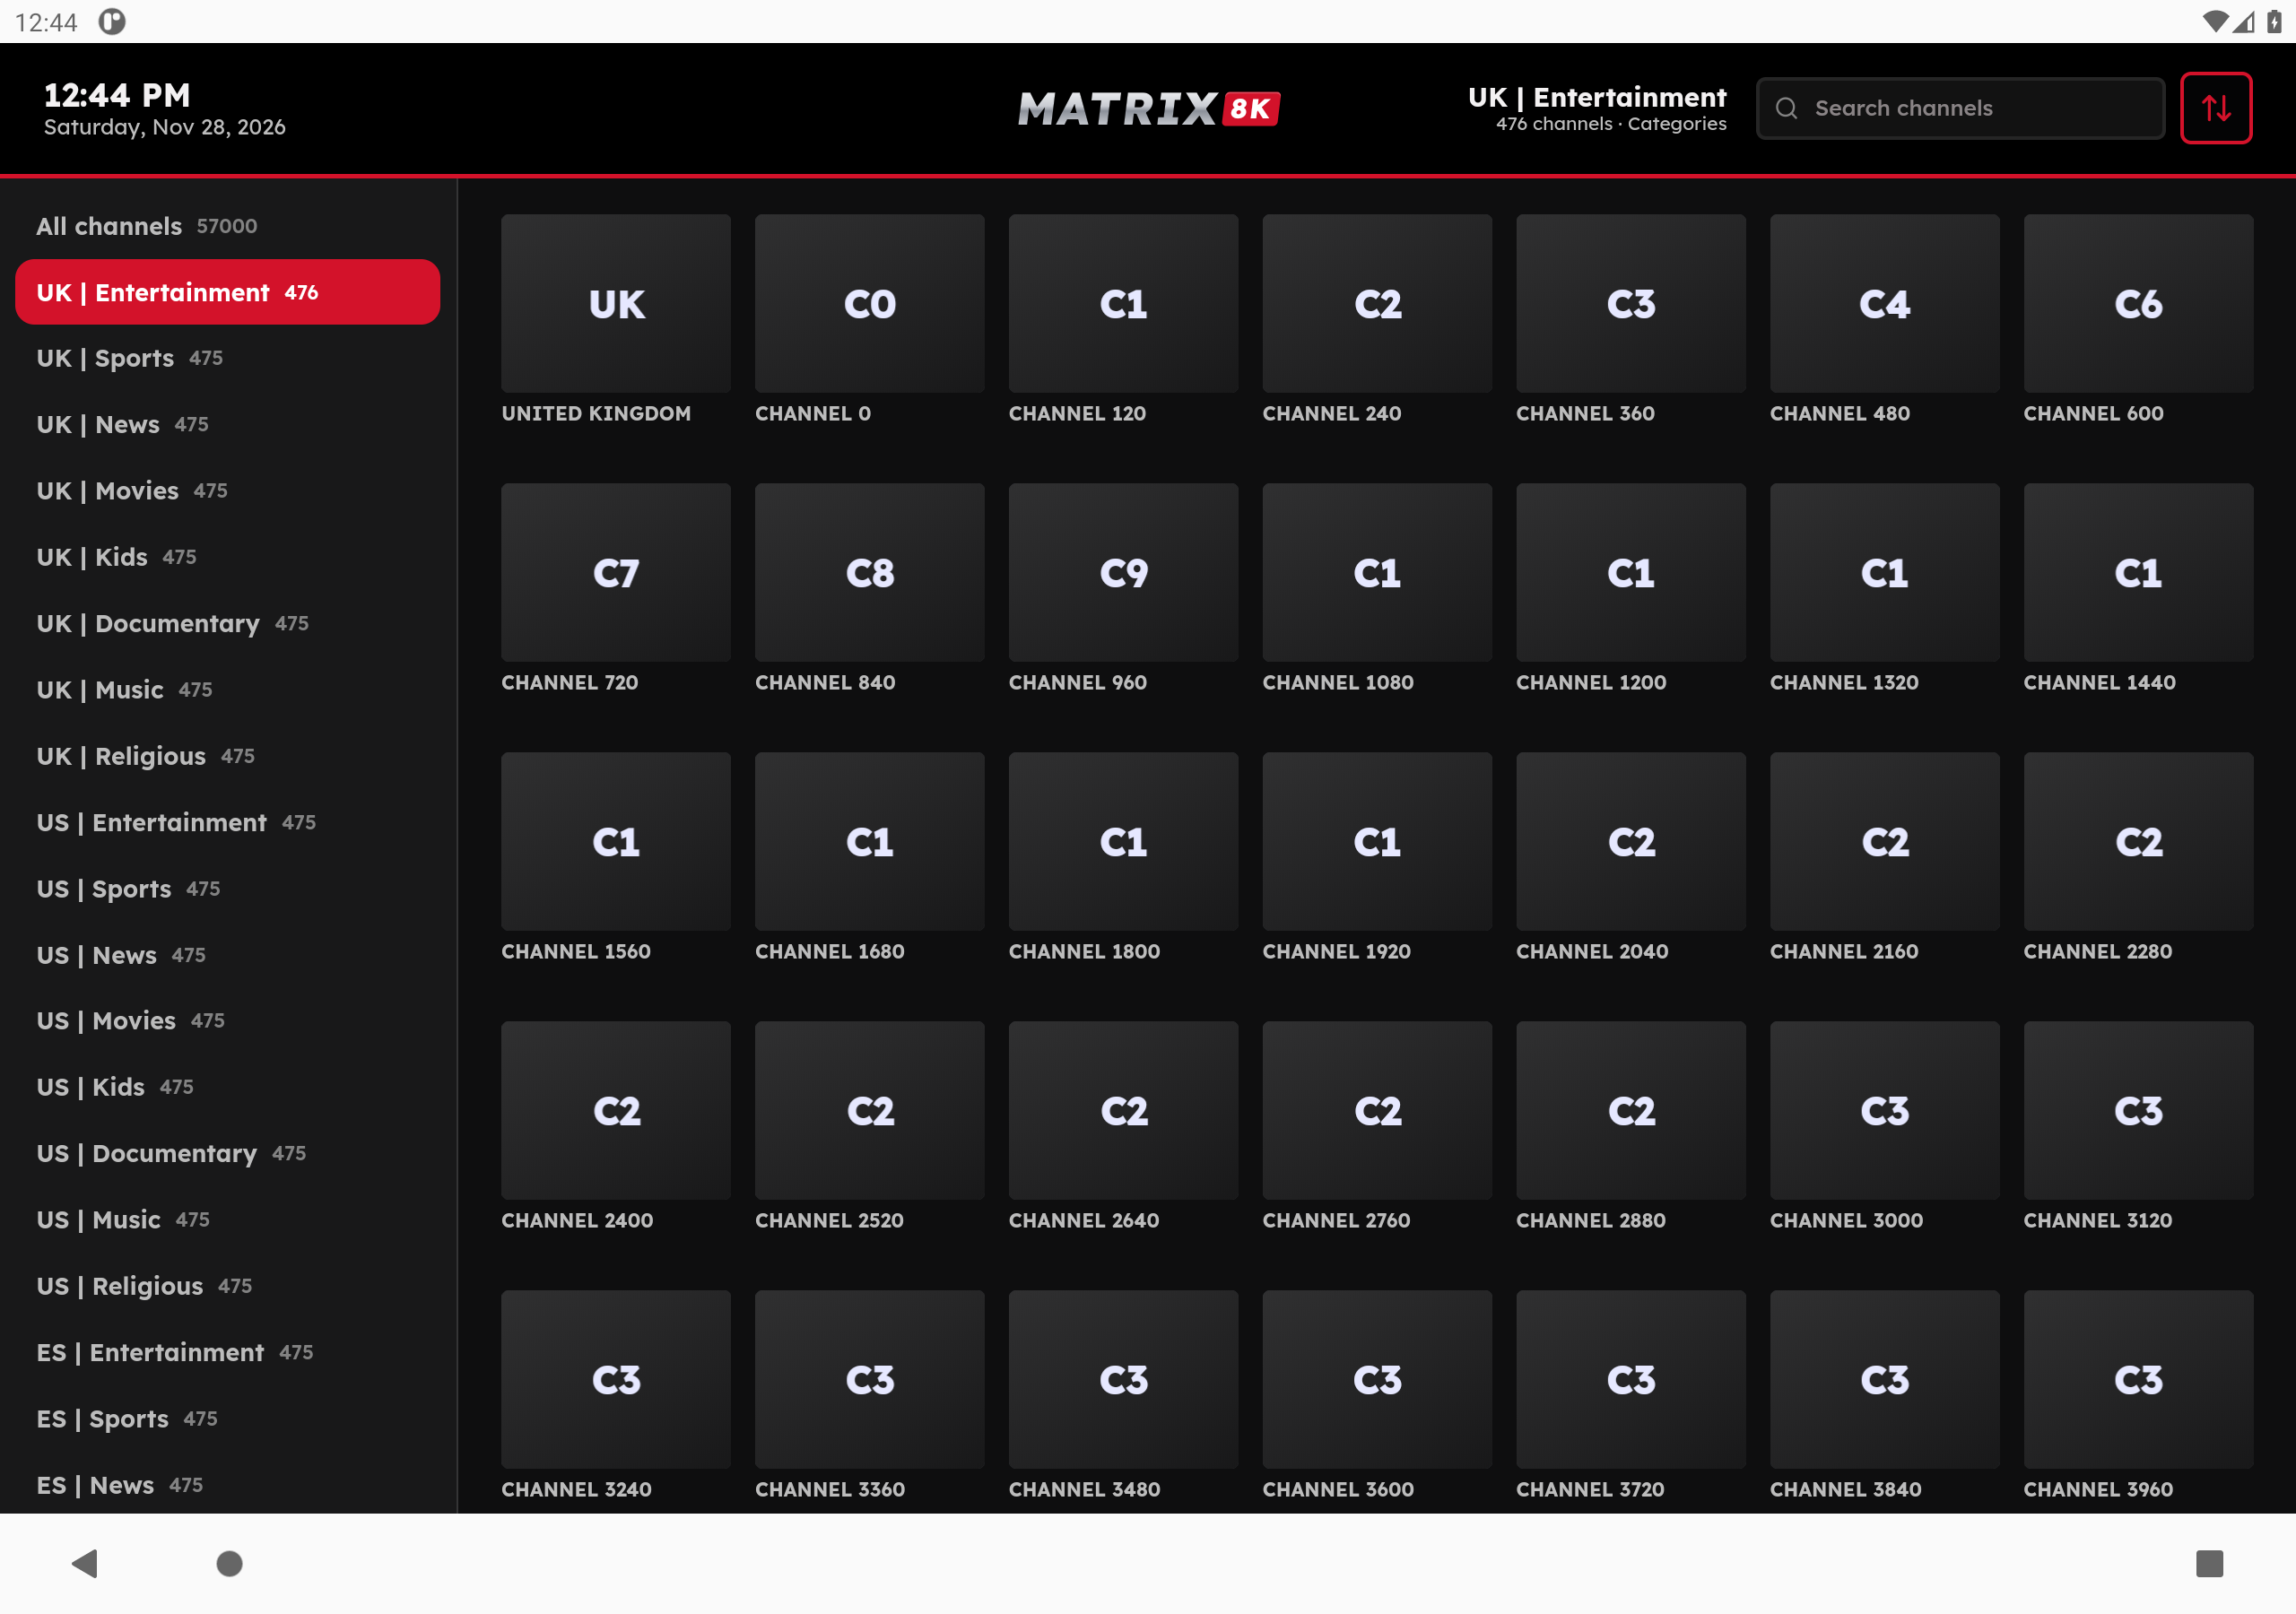 12:44
12:44 PM
Saturday, Nov 28, 2026
MATRIX 8K
UK | Entertainment
476 channels · Categories
Search channels
All channels 57000
UK | Entertainment 476
UK | Sports 475
UK | News 475
UK | Movies 475
UK | Kids 475
UK | Documentary 475
UK | Music 475
UK | Religious 475
US | Entertainment 475
US | Sports 475
US | News 475
US | Movies 475
US | Kids 475
US | Documentary 475
US | Music 475
US | Religious 475
ES | Entertainment 475
ES | Sports 475
ES | News 475
UK C0 C1 C2 C3 C4 C6
UNITED KINGDOM CHANNEL 0 CHANNEL 120 CHANNEL 240 CHANNEL 360 CHANNEL 480 CHANNEL 600
C7 C8 C9 C1 C1 C1 C1
CHANNEL 720 CHANNEL 840 CHANNEL 960 CHANNEL 1080 CHANNEL 1200 CHANNEL 1320 CHANNEL 1440
C1 C1 C1 C1 C2 C2 C2
CHANNEL 1560 CHANNEL 1680 CHANNEL 1800 CHANNEL 1920 CHANNEL 2040 CHANNEL 2160 CHANNEL 2280
C2 C2 C2 C2 C2 C3 C3
CHANNEL 2400 CHANNEL 2520 CHANNEL 2640 CHANNEL 2760 CHANNEL 2880 CHANNEL 3000 CHANNEL 3120
C3 C3 C3 C3 C3 C3 C3
CHANNEL 3240 CHANNEL 3360 CHANNEL 3480 CHANNEL 3600 CHANNEL 3720 CHANNEL 3840 CHANNEL 3960